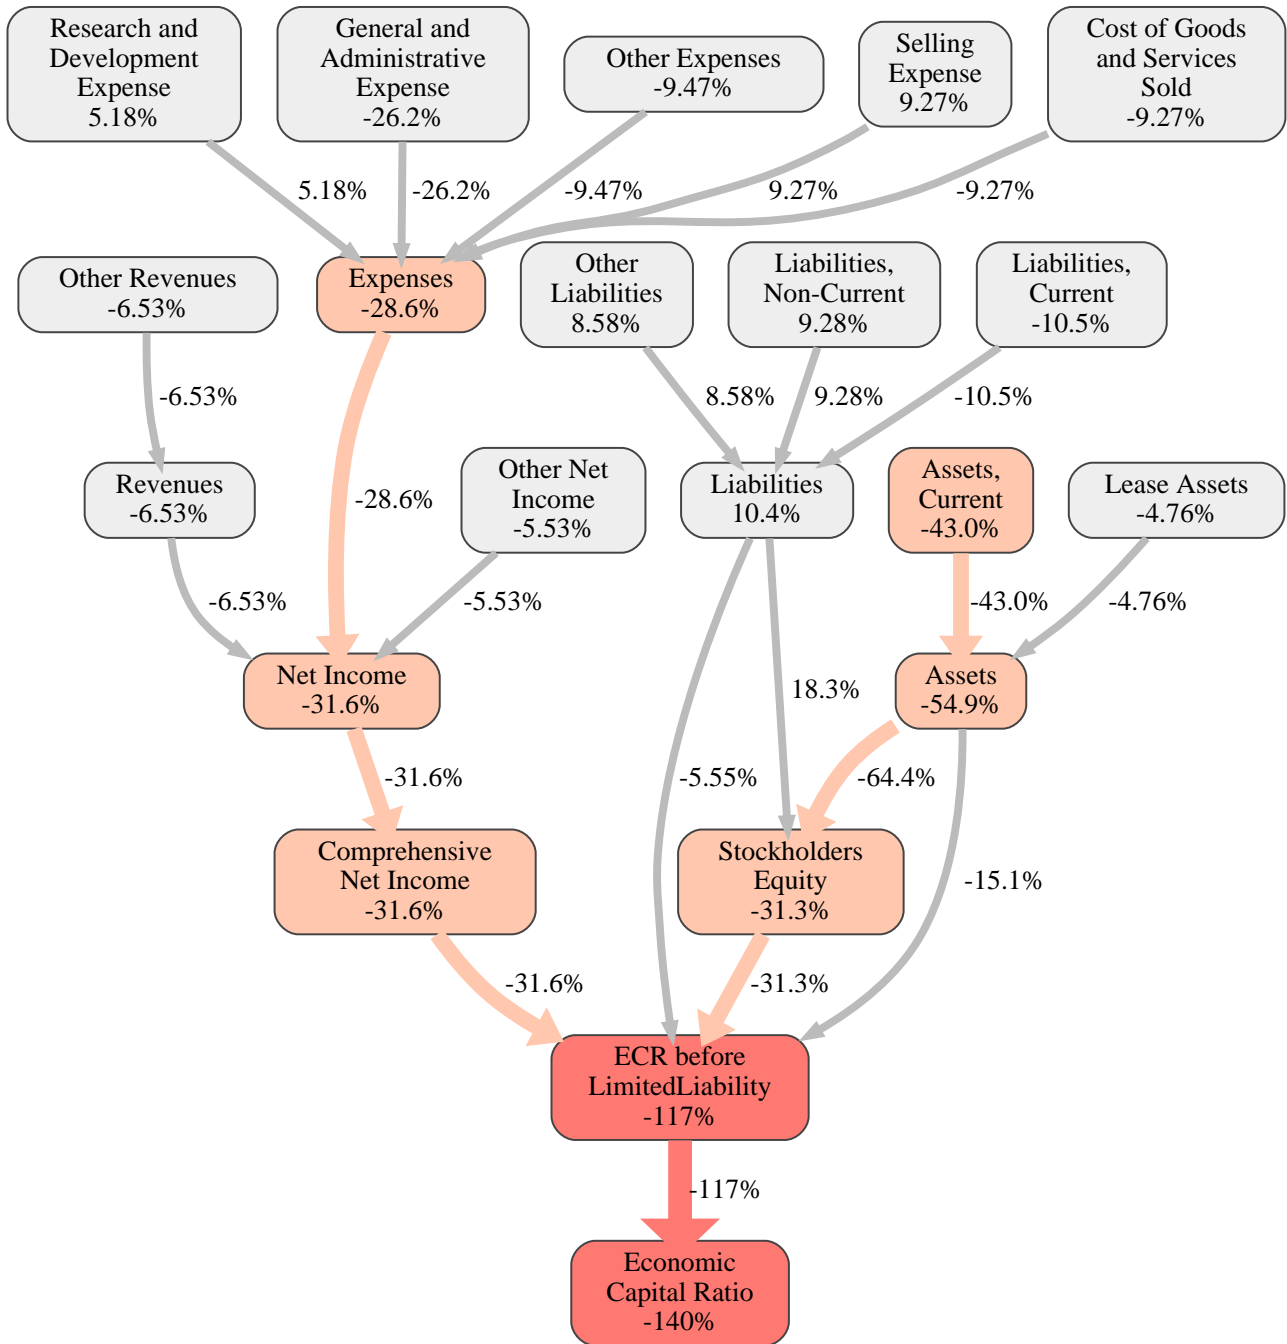 Research and
Development
Expense
5.18%
General and
Administrative
Expense
-26.2%
Other Expenses
-9.47%
Selling
Expense
9.27%
Cost of Goods
and Services
Sold
-9.27%
5.18%
-26.2%
-9.47%
9.27%
-9.27%
Other Revenues
-6.53%
Expenses
-28.6%
Other
Liabilities
8.58%
Liabilities,
Non-Current
9.28%
Liabilities,
Current
-10.5%
-6.53%
8.58%
9.28%
-10.5%
Revenues
-6.53%
-28.6%
Other Net
Income
-5.53%
Liabilities
10.4%
Assets,
Current
-43.0%
Lease Assets
-4.76%
-6.53%
-5.53%
-43.0%
-4.76%
Net Income
-31.6%
18.3%
Assets
-54.9%
-31.6%
-5.55%
-64.4%
Comprehensive
Net Income
-31.6%
Stockholders
Equity
-31.3%
-15.1%
-31.6%
-31.3%
ECR before
LimitedLiability
-117%
-117%
Economic
Capital Ratio
-140%